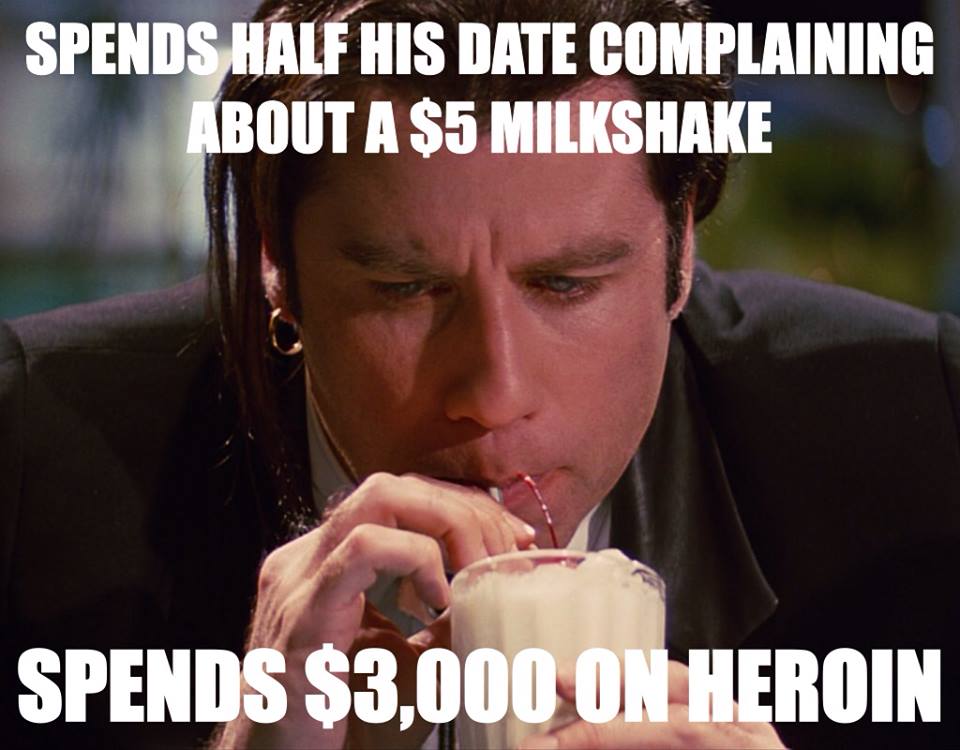 SPENDS HALF HIS DATE COMPLAINING
ABOUT A $5 MILKSHAKE
SPENDS $3,000 ON HEROIN